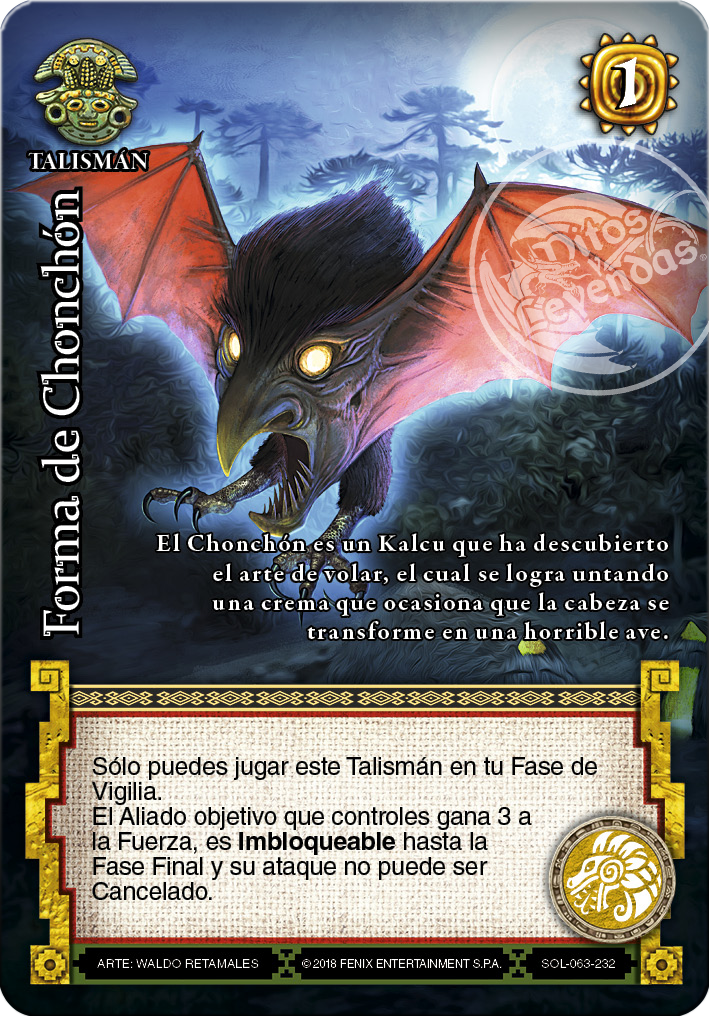 TALISMÁN
1
Forma de Chonchón
Mitos
y
Leyendas
El Chonchón es un Kalcu que ha descubierto
el arte de volar, el cual se logra untando
una crema que ocasiona que la cabeza se
transforme en una horrible ave.
Sólo puedes jugar este Talismán en tu Fase de
Vigilia.
El Aliado objetivo que controles gana 3 a
la Fuerza, es Imbloqueable hasta la
Fase Final y su ataque no puede ser
Cancelado.
ARTE: WALDO RETAMALES
©2018 FENIX ENTERTAINMENT S.P.A.
SOL-063-232